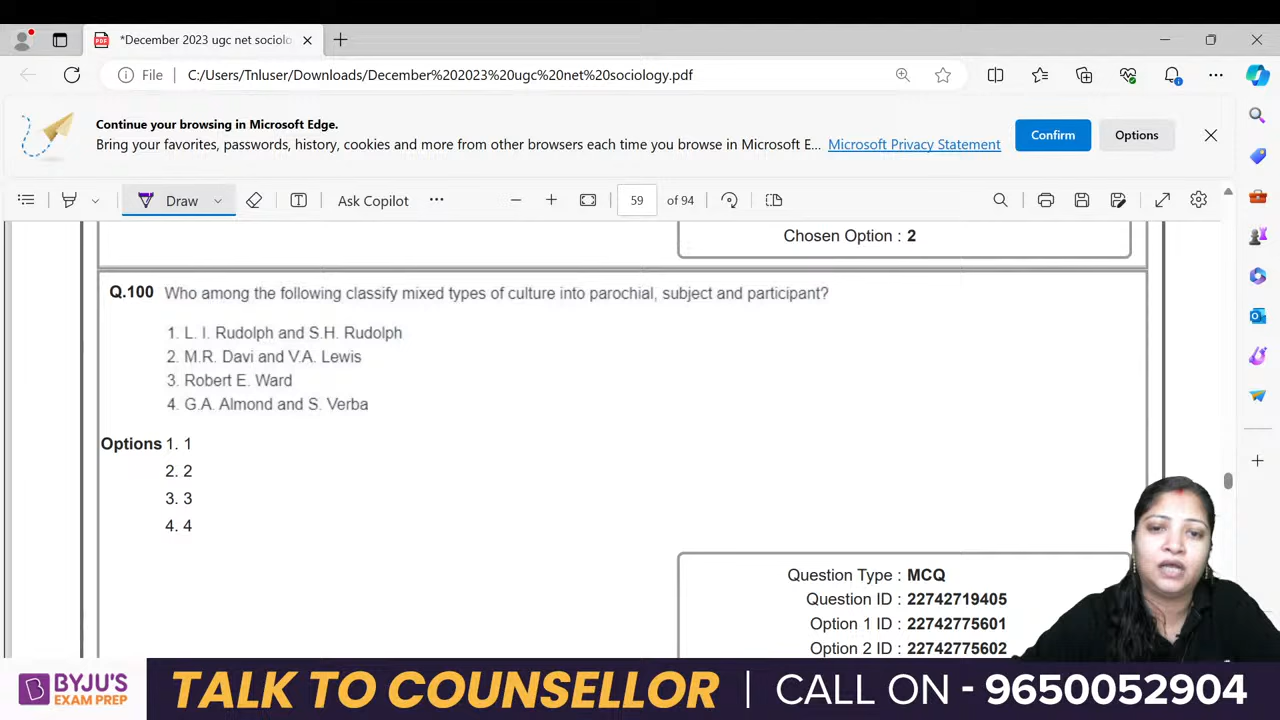 *December 2023 ugc net sociolo
File C:/Users/Tnluser/Downloads/December%202023%20ugc%20net%20sociology.pdf
Continue your browsing in Microsoft Edge.
Bring your favorites, passwords, history, cookies and more from other browsers each time you browse in Microsoft E... Microsoft Privacy Statement
Confirm
Options
Draw
Ask Copilot
59 of 94
Chosen Option : 2
Q.100 Who among the following classify mixed types of culture into parochial, subject and participant?
1. L. I. Rudolph and S.H. Rudolph
2. M.R. Davi and V.A. Lewis
3. Robert E. Ward
4. G.A. Almond and S. Verba
Options 1. 1
2. 2
3. 3
4. 4
Question Type : MCQ
Question ID : 22742719405
Option 1 ID : 22742775601
Option 2 ID : 22742775602
BYJU'S
EXAM PREP
TALK TO COUNSELLOR | CALL ON - 9650052904